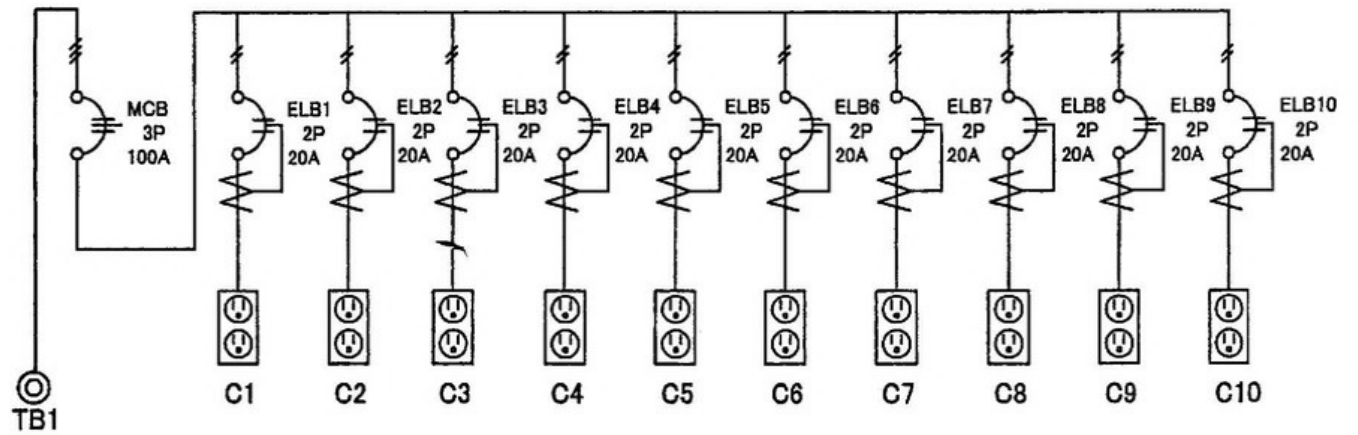 MCB
3P
100A
ELB1
2P
20A
ELB2
2P
20A
ELB3
2P
20A
ELB4
2P
20A
ELB5
2P
20A
ELB6
2P
20A
ELB7
2P
20A
ELB8
2P
20A
ELB9
2P
20A
ELB10
2P
20A
TB1
C1
C2
C3
C4
C5
C6
C7
C8
C9
C10